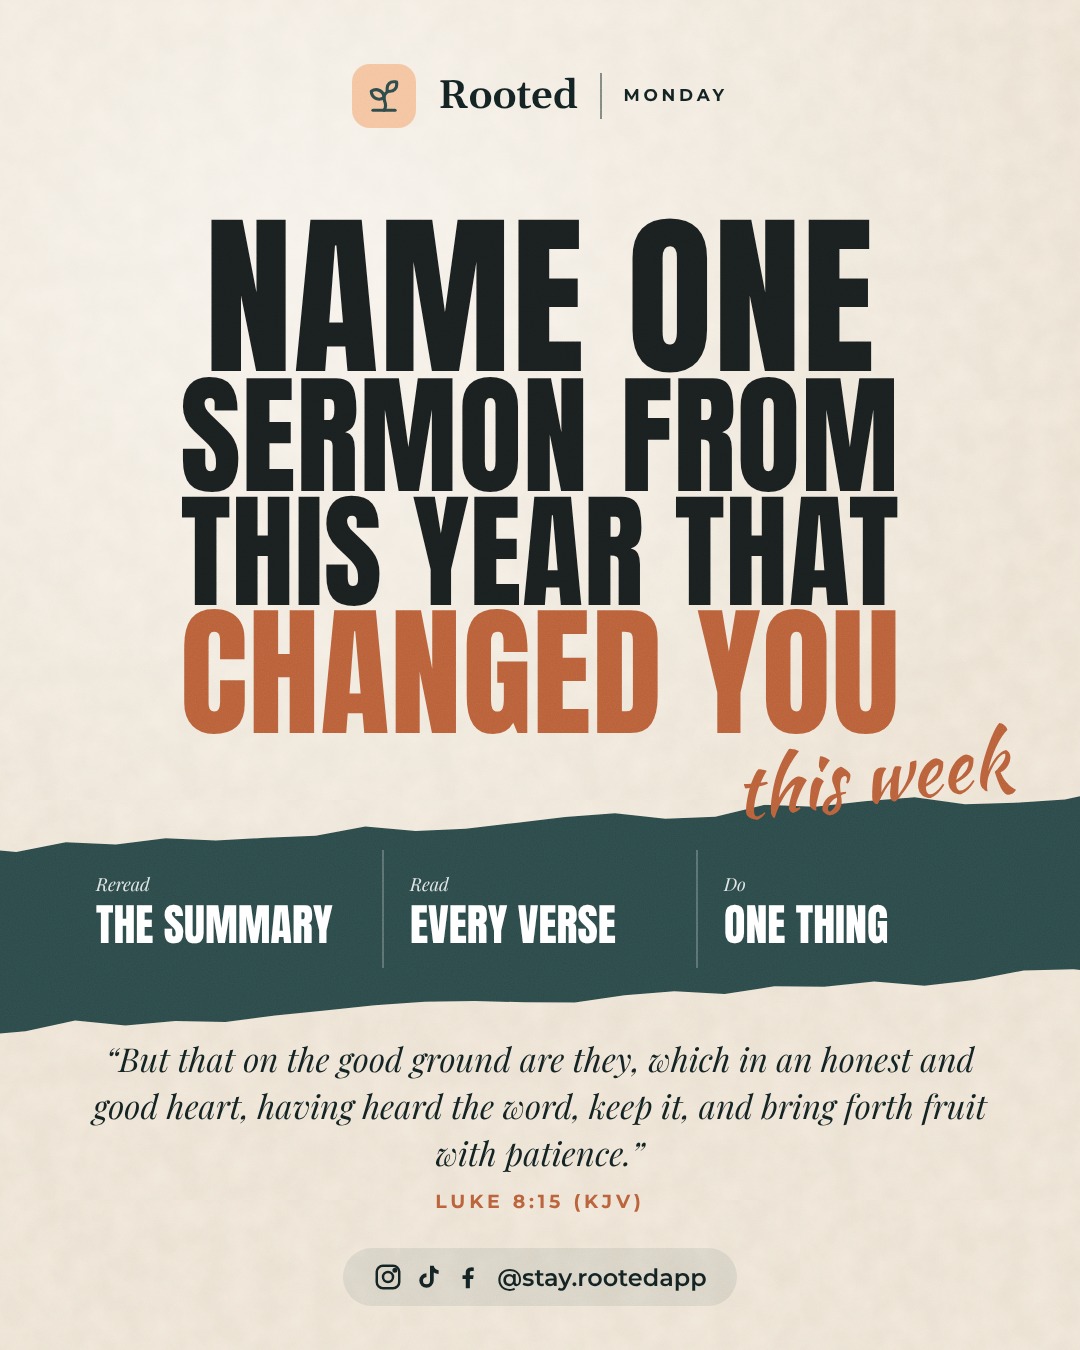 Rooted
MONDAY
NAME ONE
SERMON FROM
THIS YEAR THAT
CHANGED YOU
this week
Reread
THE SUMMARY
Read
EVERY VERSE
Do
ONE THING
“But that on the good ground are they, which in an honest and
good heart, having heard the word, keep it, and bring forth fruit
with patience.”
LUKE 8:15 (KJV)
@stay.rootedapp